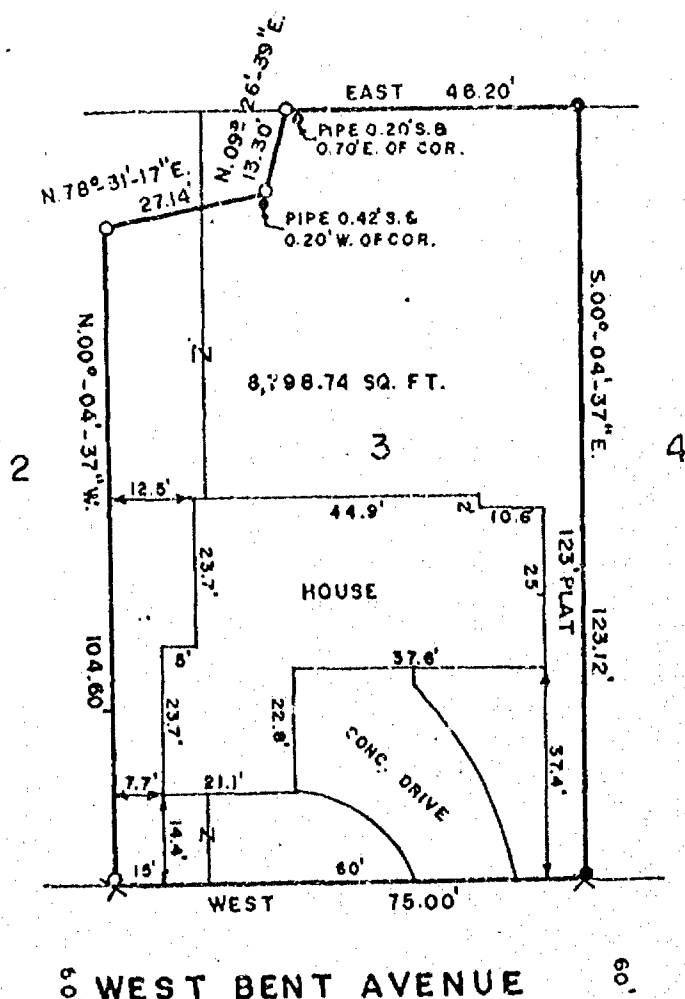 EAST 46.20'
N.09°-26'-39"E.
13.30'
PIPE 0.20'S.&
0.70'E. OF COR.
N.78°-31'-17"E.
27.14'
PIPE 0.42'S.&
0.20'W. OF COR.
N.00°-04'-37"W.
104.60
S.00°-04'-37"E.
123.12'
123' PLAT
8,798.74 SQ. FT.
2
3
4
12.5'
44.9'
2'
10.6
23.7'
HOUSE
25'
5'
37.6'
23.7'
22.8'
CONC. DRIVE
37.4'
7.7'
21.1'
14.4'
15'
60'
WEST 75.00'
60' WEST BENT AVENUE 60'